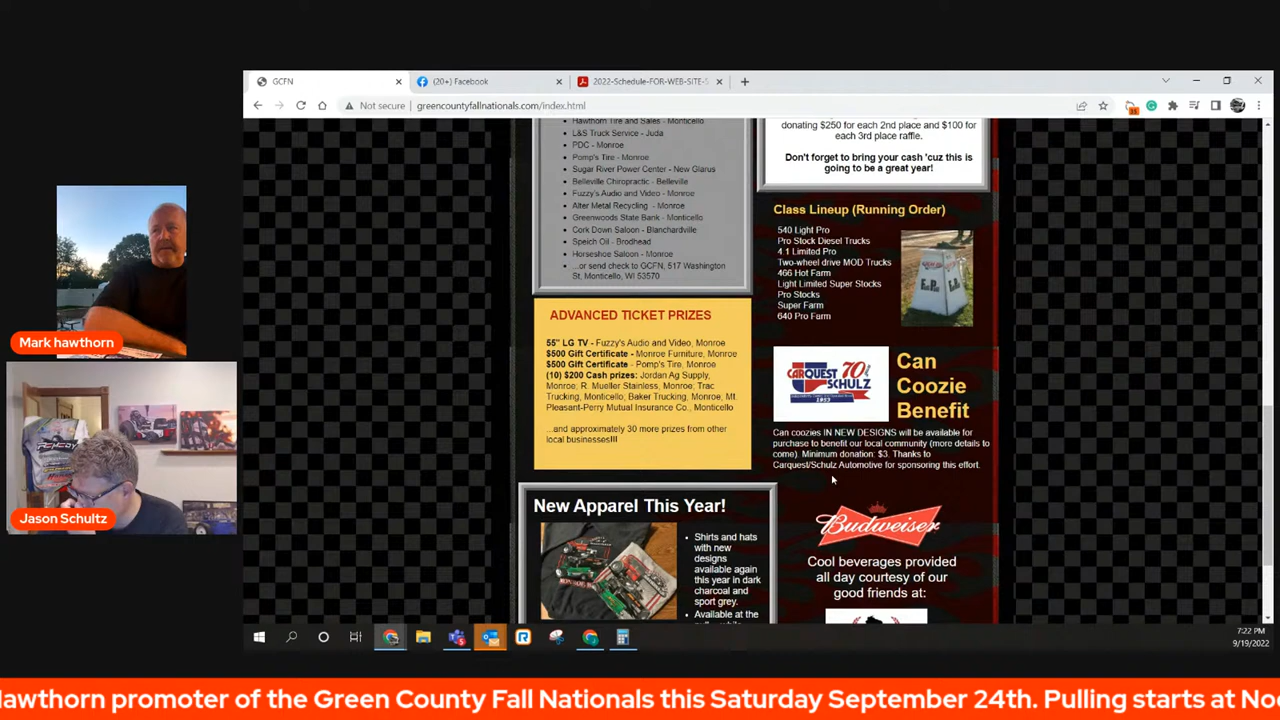 GCFN
(20+) Facebook
2022-Schedule-FOR-WEB-SITE-
Not secure
greencountyfallnationals.com/index.html
Hawthorn Tire and Sales - Monticello
L&S Truck Service - Juda
PDC - Monroe
Pomp's Tire - Monroe
Sugar River Power Center - New Glarus
Belleville Chiropractic - Belleville
Fuzzy's Audio and Video - Monroe
Alter Metal Recycling - Monroe
Greenwoods State Bank - Monticello
Cork Down Saloon - Blanchardville
Speich Oil - Brodhead
Horseshoe Saloon - Monroe
...or send check to GCFN, 517 Washington
St, Monticello, WI 53570
donating $250 for each 2nd place and $100 for
each 3rd place raffle.
Don't forget to bring your cash 'cuz this is
going to be a great year!
Class Lineup (Running Order)
540 Light Pro
Pro Stock Diesel Trucks
4.1 Limited Pro
Two-wheel drive MOD Trucks
466 Hot Farm
Light Limited Super Stocks
Pro Stocks
Super Farm
640 Pro Farm
ADVANCED TICKET PRIZES
55" LG TV - Fuzzy's Audio and Video, Monroe
$500 Gift Certificate - Monroe Furniture, Monroe
$500 Gift Certificate - Pomp's Tire, Monroe
(10) $200 Cash prizes: Jordan Ag Supply,
Monroe; R. Mueller Stainless, Monroe; Trac
Trucking, Monticello, Baker Trucking, Monroe, Mt.
Pleasant-Perry Mutual Insurance Co., Monticello
...and approximately 30 more prizes from other
local businesses!!!
CARQUEST 70
SCHULZ
1953
Can
Coozie
Benefit
Can coozies IN NEW DESIGNS will be available for
purchase to benefit our local community (more details to
come). Minimum donation: $3. Thanks to
Carquest/Schulz Automotive for sponsoring this effort.
New Apparel This Year!
Shirts and hats
with new
designs
available again
this year in dark
charcoal and
sport grey.
Available at the
Budweiser
Cool beverages provided
all day courtesy of our
good friends at:
Mark hawthorn
Jason Schultz
7:22 PM
9/19/2022
awthorn promoter of the Green County Fall Nationals this Saturday September 24th. Pulling starts at No